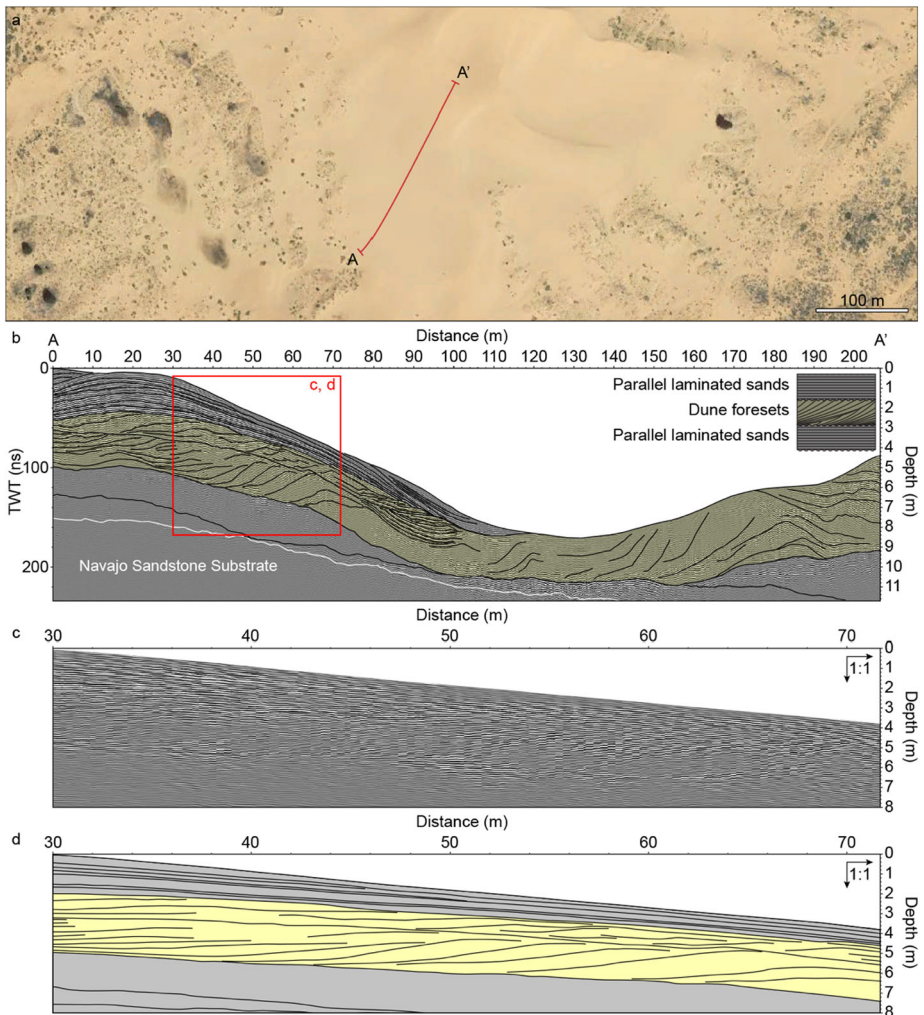 a
A'
A
100 m
b
Distance (m)
A
A'
0 10 20 30 40 50 60 70 80 90 100 110 120 130 140 150 160 170 180 190 200
c, d
Parallel laminated sands
Dune foresets
Parallel laminated sands
TWT (ns)
0
100
200
Depth (m)
0
1
2
3
4
5
6
7
8
9
10
11
Navajo Sandstone Substrate
c
Distance (m)
30 40 50 60 70
1:1
Depth (m)
0
1
2
3
4
5
6
7
8
d
Distance (m)
30 40 50 60 70
1:1
Depth (m)
0
1
2
3
4
5
6
7
8